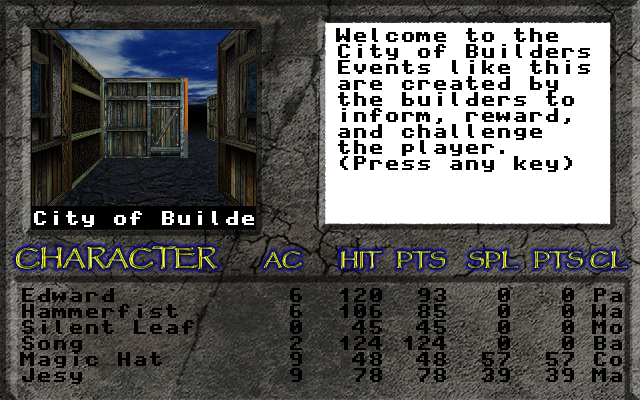 Welcome to the
City of Builders
Events like this
are created by
the builders to
inform, reward,
and challenge
the player.
(Press any key)
City of Builde
CHARACTER AC HIT PTS SPL PTS CL
Edward 6 120 93 0 0 Pa
Hammerfist 6 106 85 0 0 Wa
Silent Leaf 0 45 45 0 0 Mo
Song 2 124 124 0 0 Ba
Magic Hat 9 48 48 57 57 Co
Jesy 9 78 78 39 39 Ma